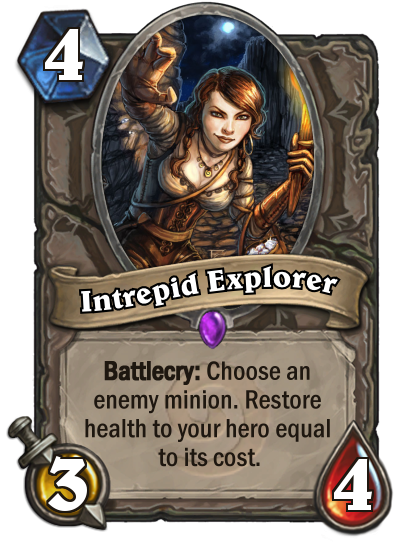 4
Intrepid Explorer
Battlecry: Choose an
enemy minion. Restore
health to your hero equal
to its cost.
3
4